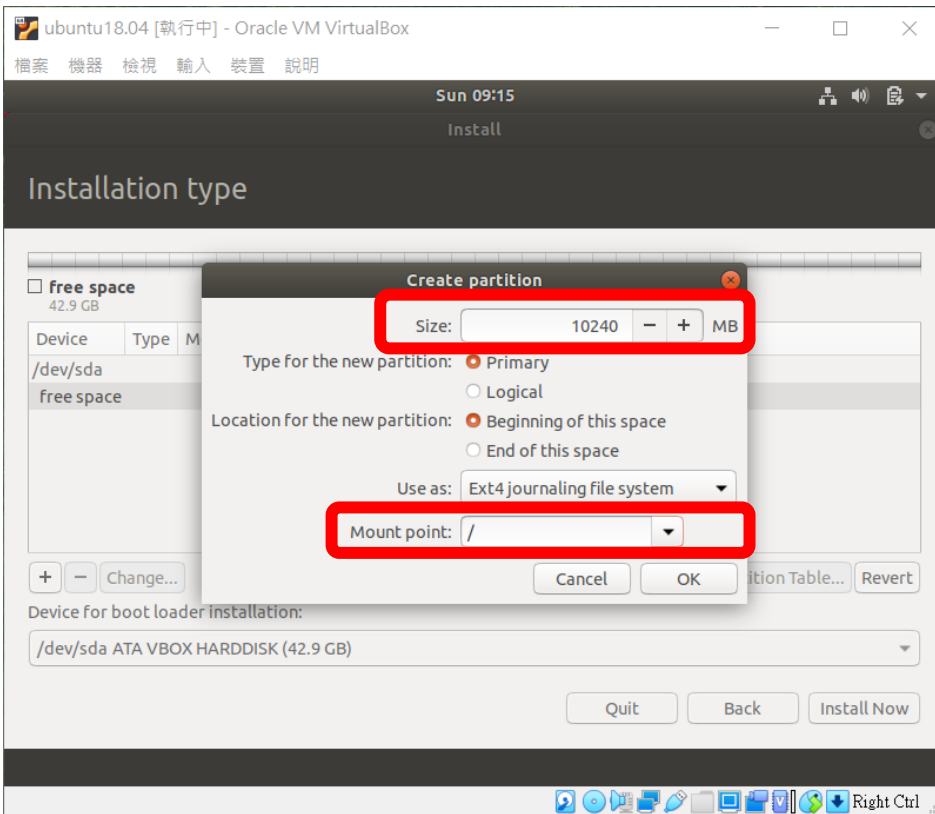 ubuntu18.04 [執行中] - Oracle VM VirtualBox
檔案 機器 檢視 輸入 裝置 說明
Sun 09:15
Install
Installation type
free space
42.9 GB
Device Type M
/dev/sda
free space
Create partition
Size: 10240 − + MB
Type for the new partition: Primary
Logical
Location for the new partition: Beginning of this space
End of this space
Use as: Ext4 journaling file system
Mount point: /
Cancel OK
+ − Change... ition Table... Revert
Device for boot loader installation:
/dev/sda ATA VBOX HARDDISK (42.9 GB)
Quit Back Install Now
Right Ctrl